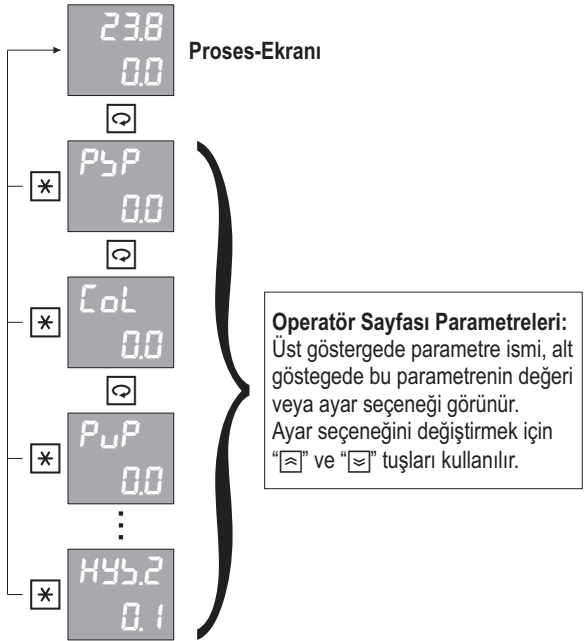 23.8
0.0
Proses-Ekranı
PSP
0.0
CoL
0.0
PuP
0.0
HYS.2
0.1
Operatör Sayfası Parametreleri:
Üst göstergede parametre ismi, alt
göstegede bu parametrenin değeri
veya ayar seçeneği görünür.
Ayar seçeneğini değiştirmek için
“” ve “” tuşları kullanılır.